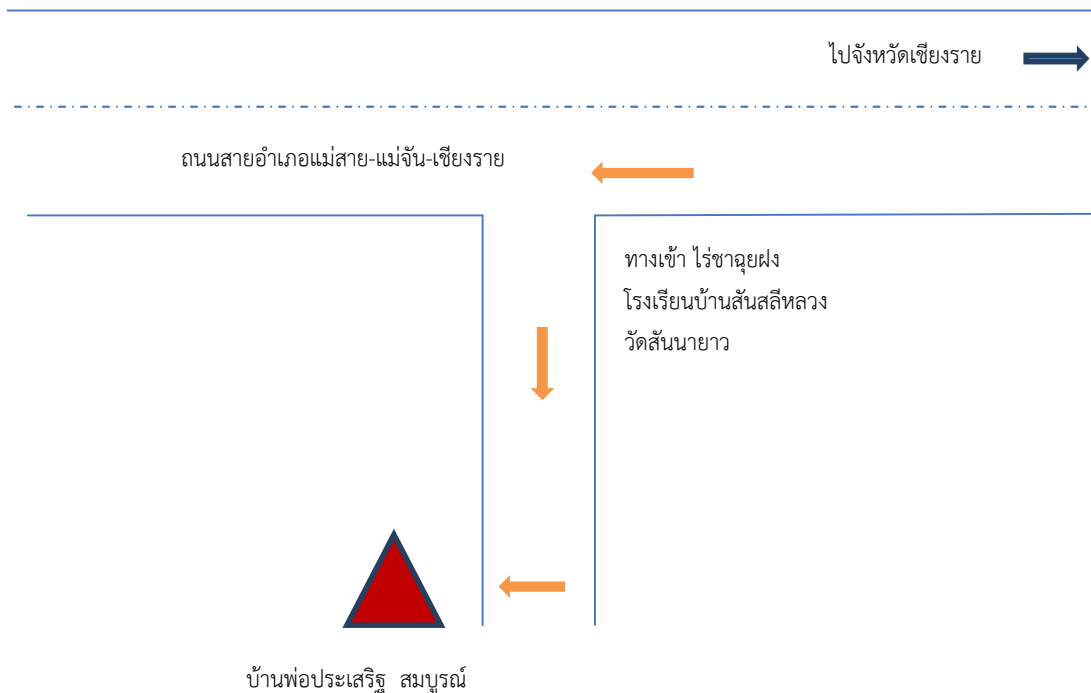 ไปจังหวัดเชียงราย
ถนนสายอำเภอแม่สาย-แม่จัน-เชียงราย
ทางเข้า ไร่ชาฉุยฝง
โรงเรียนบ้านสันสลีหลวง
วัดสันนายาว
บ้านพ่อประเสริฐ สมบูรณ์